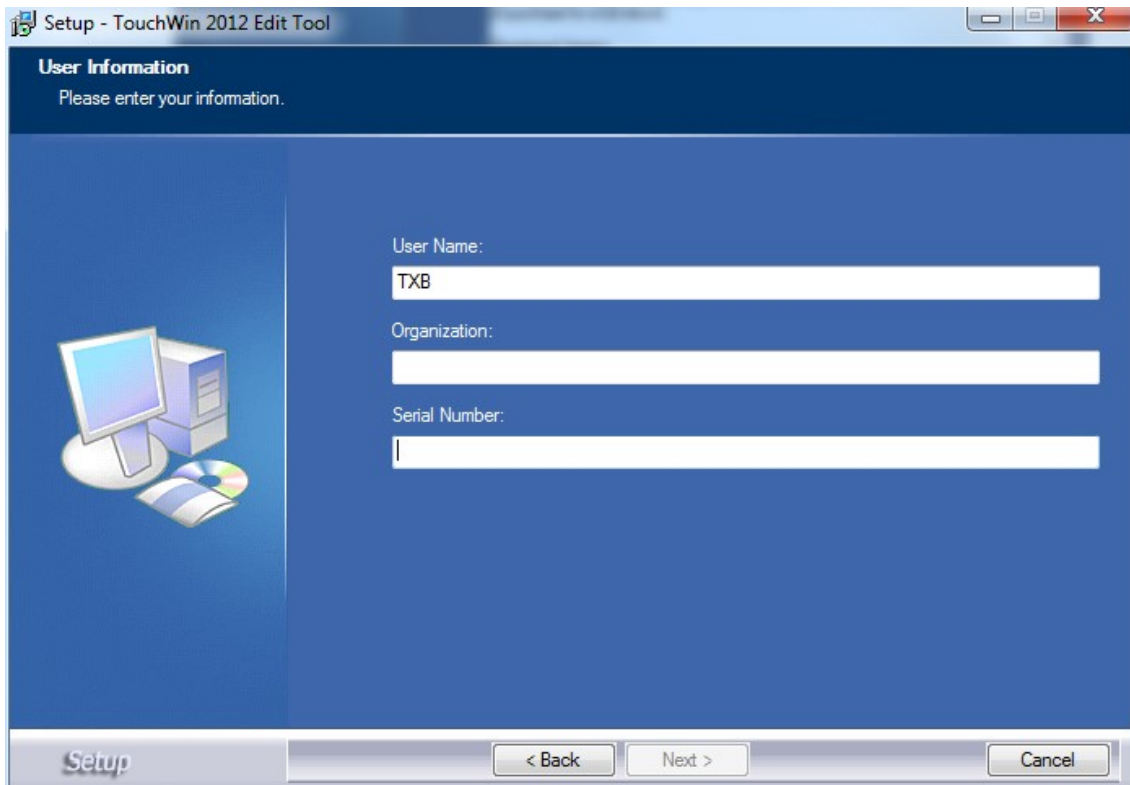 Setup - TouchWin 2012 Edit Tool
User Information
Please enter your information.
User Name:
TXB
Organization:
Serial Number:
Setup
< Back
Next >
Cancel